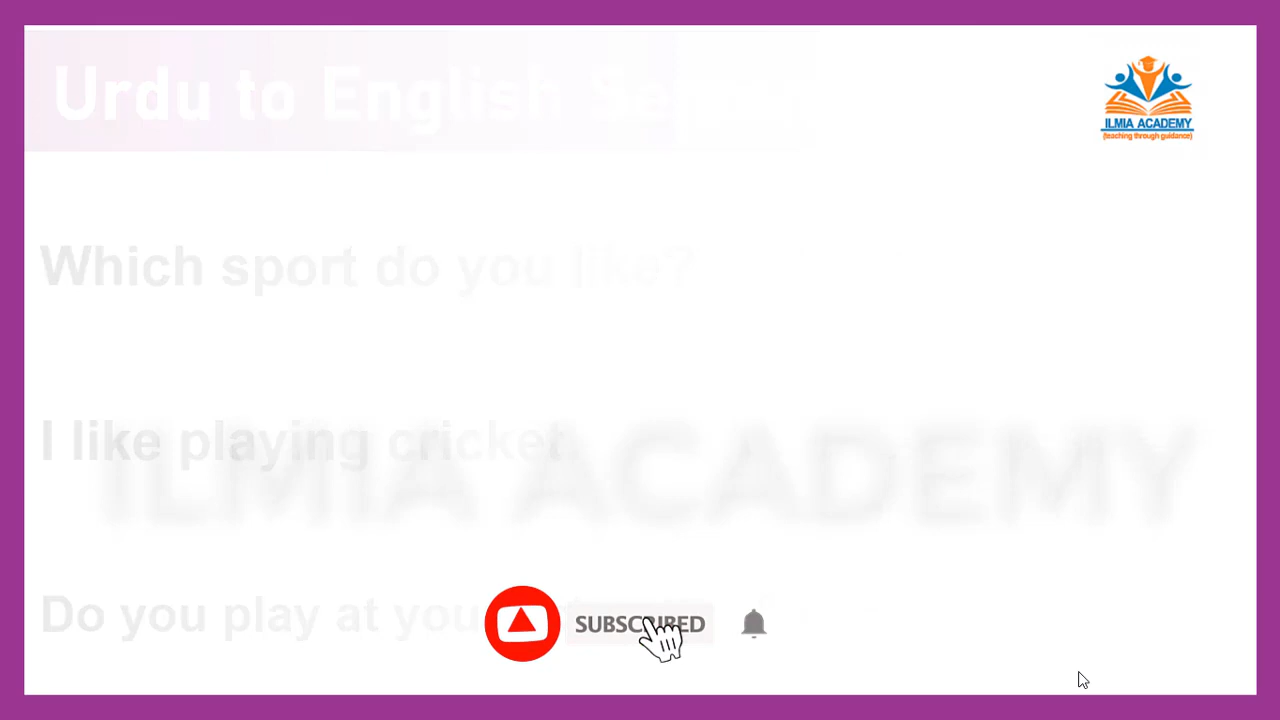 Urdu to English
ILMIA ACADEMY
(teaching through guidance)
Which sport do you like?
I like playing cricket.
ILMIA ACADEMY
Do you play at
SUBSCRIBED